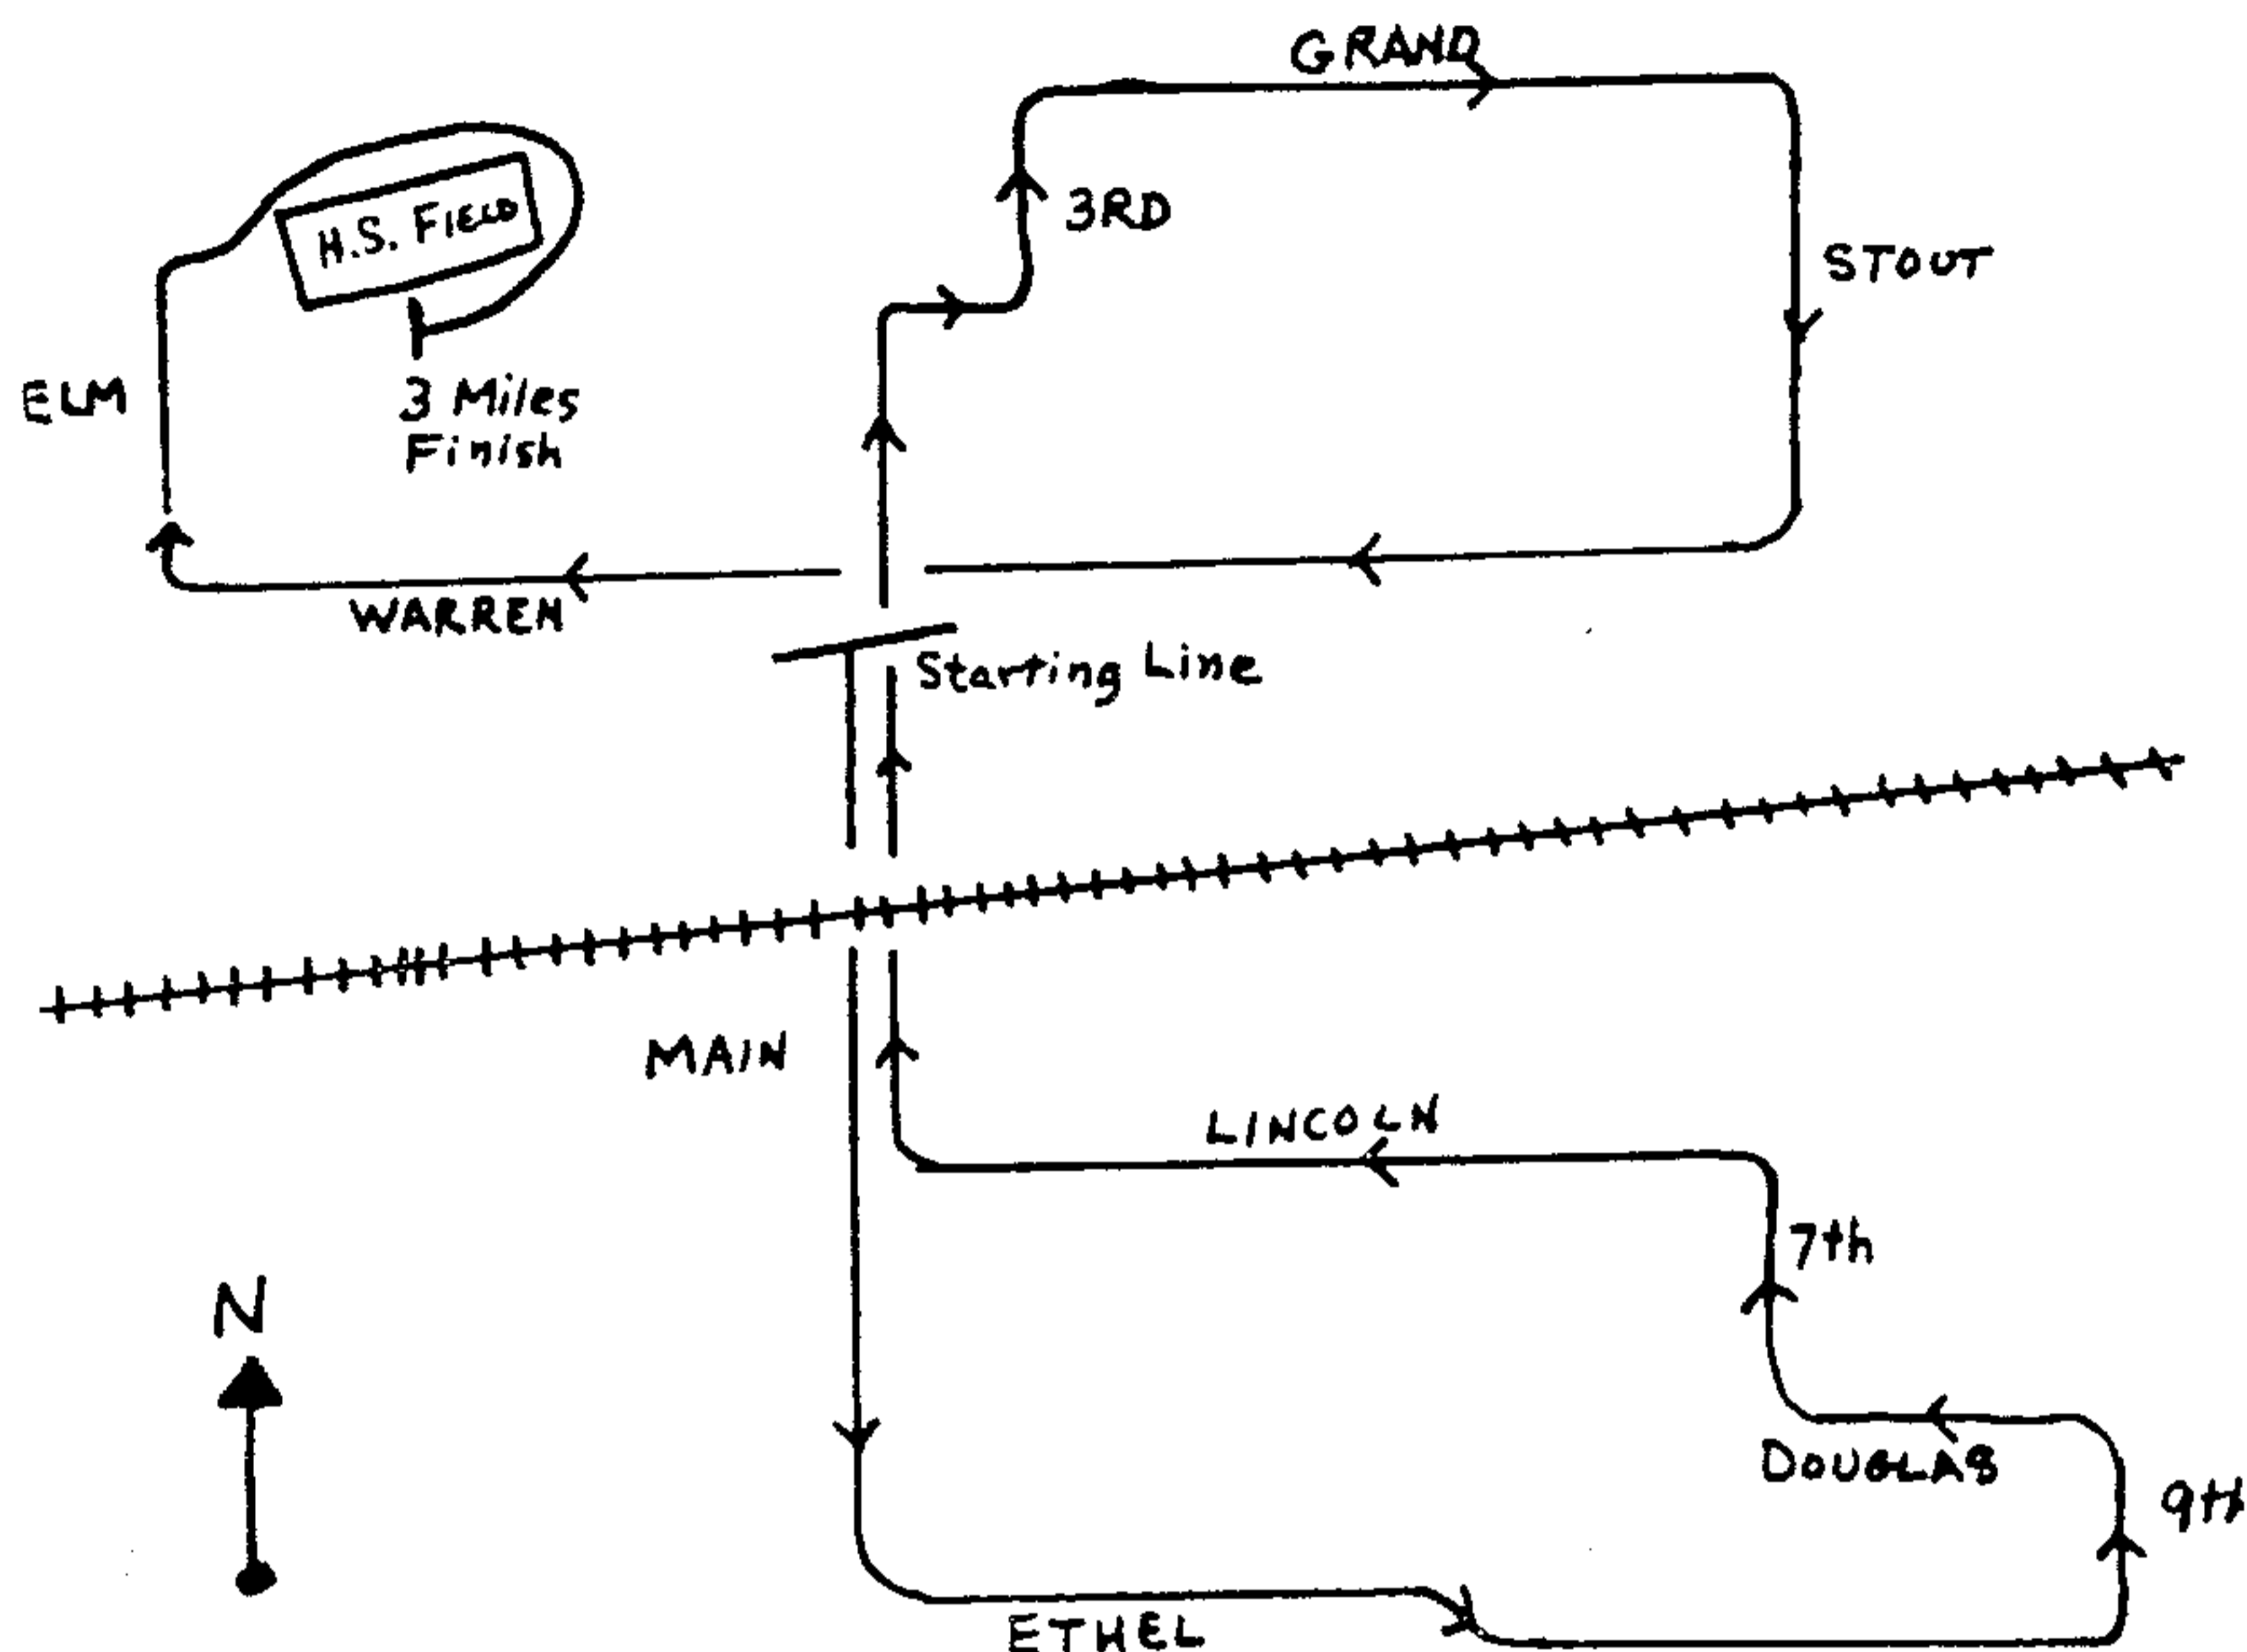 GRAND
H.S. FIELD
3RD
STOUT
ELM
3 Miles
Finish
WARREN
Starting Line
MAIN
LINCOLN
7th
N
DOUGLAS
9TH
ETHEL